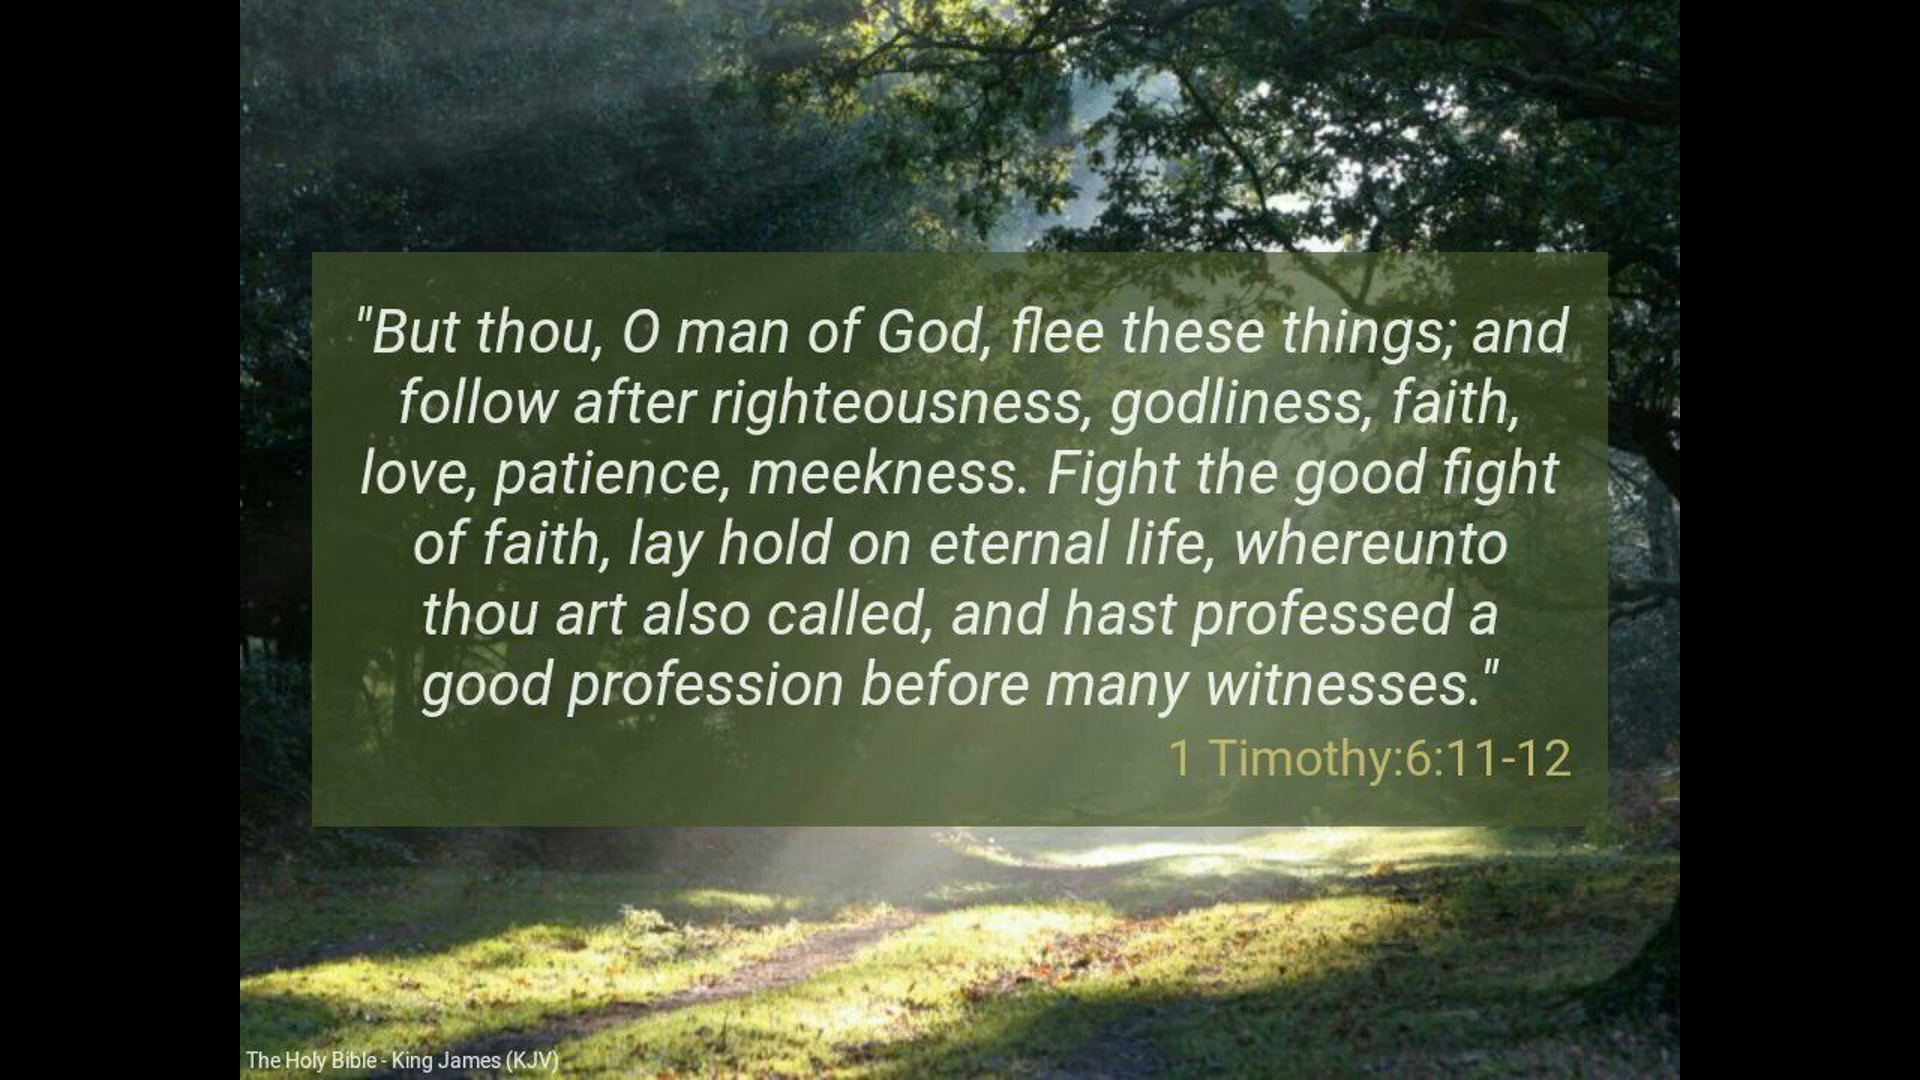 "But thou, O man of God, flee these things; and
follow after righteousness, godliness, faith,
love, patience, meekness. Fight the good fight
of faith, lay hold on eternal life, whereunto
thou art also called, and hast professed a
good profession before many witnesses."
1 Timothy:6:11-12
The Holy Bible - King James (KJV)